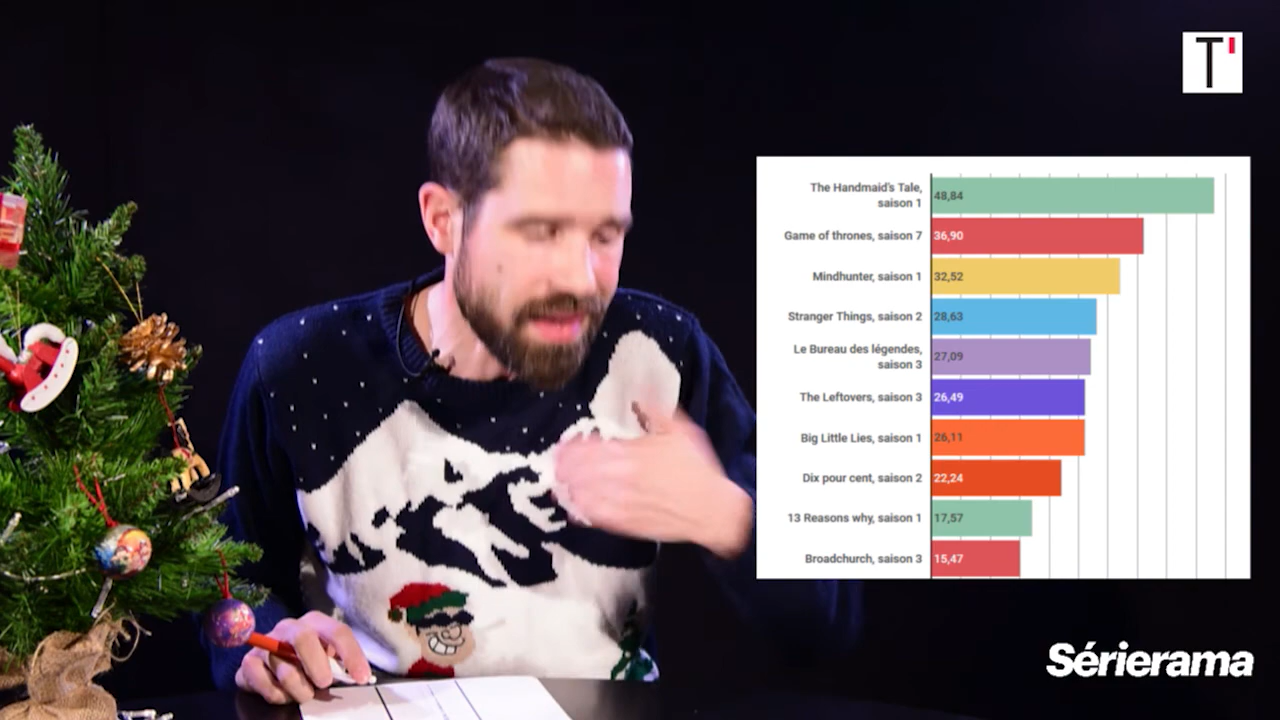 T'
The Handmaid's Tale,
saison 1
48,84
Game of thrones, saison 7
36,90
Mindhunter, saison 1
32,52
Stranger Things, saison 2
28,63
Le Bureau des légendes,
saison 3
27,09
The Leftovers, saison 3
26,49
Big Little Lies, saison 1
26,11
Dix pour cent, saison 2
22,24
13 Reasons why, saison 1
17,57
Broadchurch, saison 3
15,47
Sérierama